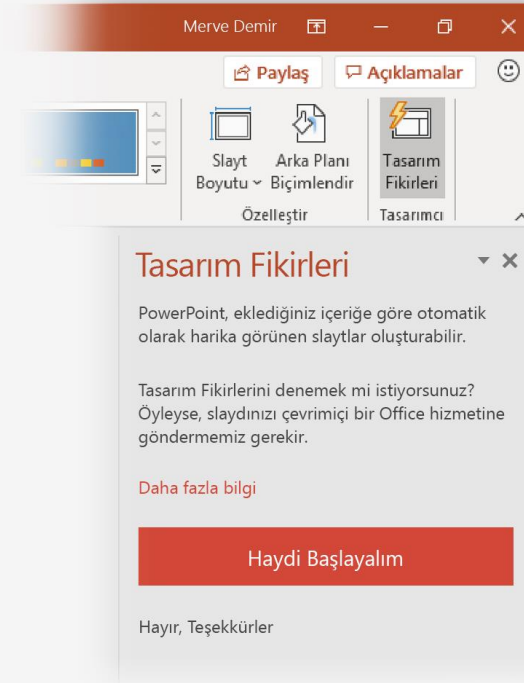 Merve Demir
Paylaş
Açıklamalar
Slayt
Boyutu
Arka Planı
Biçimlendir
Tasarım
Fikirleri
Özelleştir
Tasarımcı
Tasarım Fikirleri
PowerPoint, eklediğiniz içeriğe göre otomatik
olarak harika görünen slaytlar oluşturabilir.
Tasarım Fikirlerini denemek mi istiyorsunuz?
Öyleyse, slaydınızı çevrimiçi bir Office hizmetine
göndermemiz gerekir.
Daha fazla bilgi
Haydi Başlayalım
Hayır, Teşekkürler